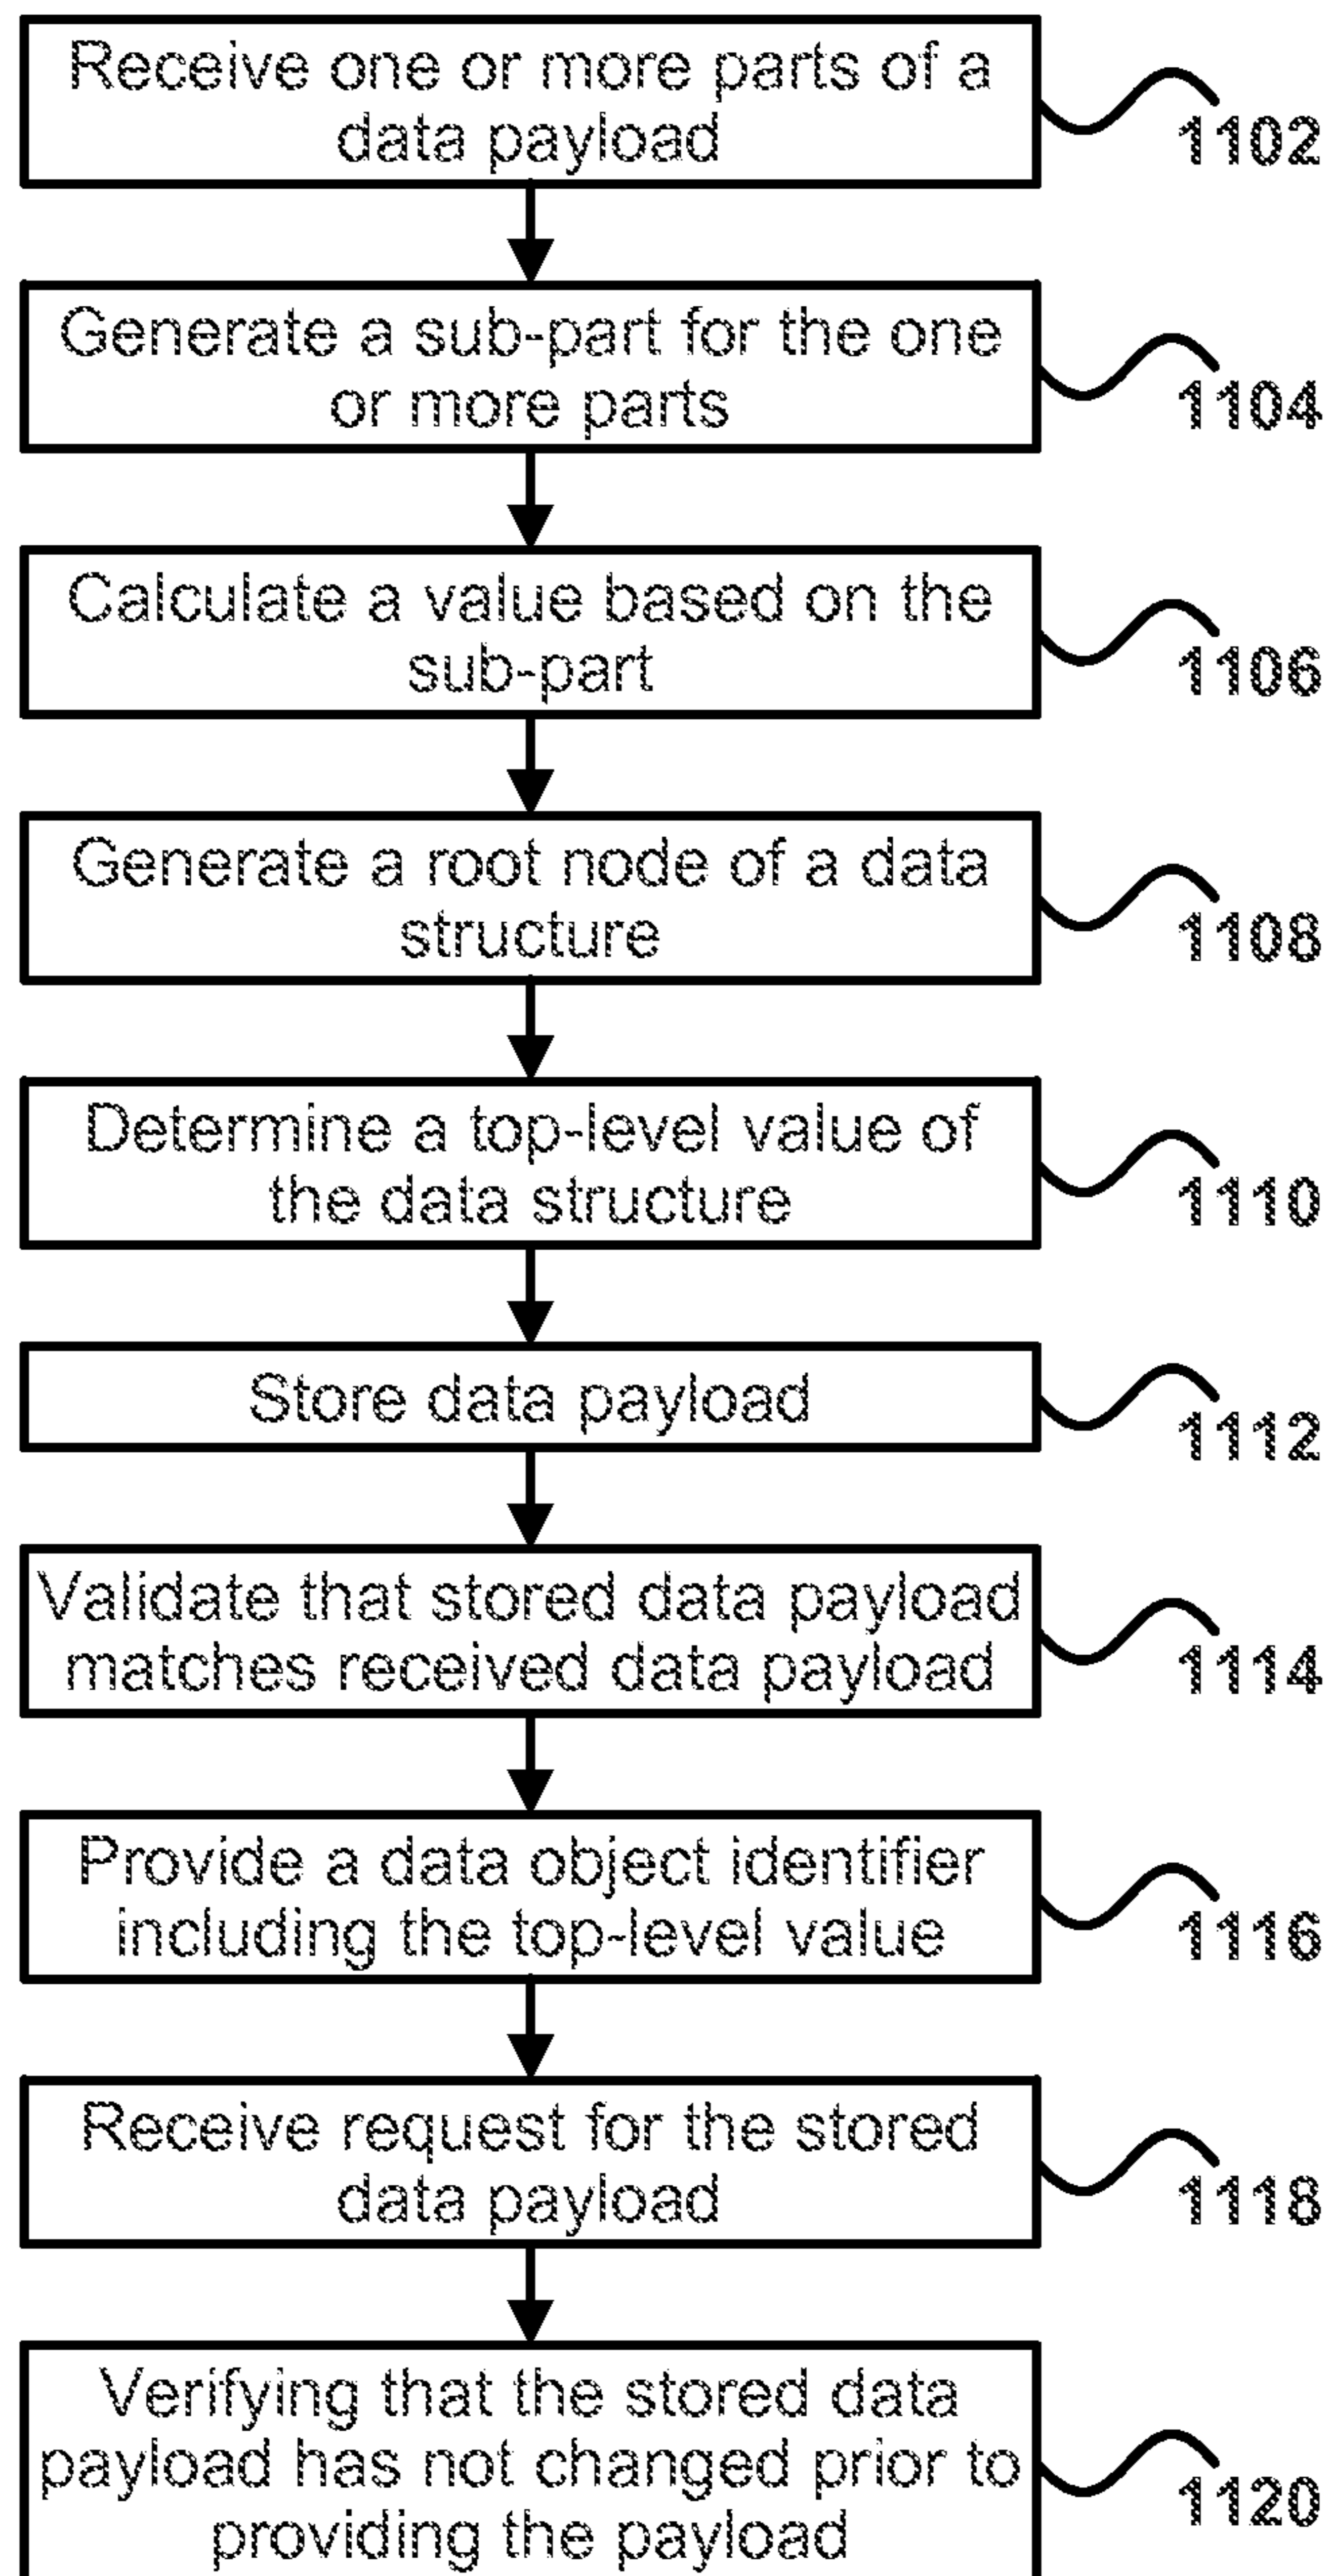 Receive one or more parts of a
data payload
1102
Generate a sub-part for the one
or more parts
1104
Calculate a value based on the
sub-part
1106
Generate a root node of a data
structure
1108
Determine a top-level value of
the data structure
1110
Store data payload
1112
Validate that stored data payload
matches received data payload
1114
Provide a data object identifier
including the top-level value
1116
Receive request for the stored
data payload
1118
Verifying that the stored data
payload has not changed prior to
providing the payload
1120